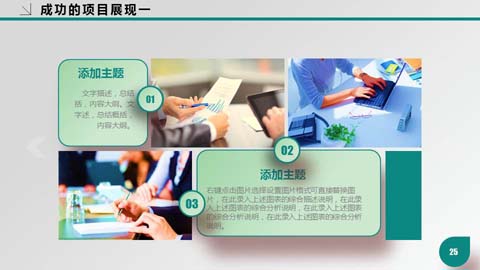 成功的项目展现一
添加主题
文字描述，总结
括，内容大纲。文
字述，总结概括，
内容大纲。
01
02
添加主题
右键点击图片选择设置图片格式可直接替换图
片，在此录入上述图表的综合描述说明，在此录
入上述图表的综合分析说明，在此录入上述图表
的综合分析说明，在此录入上述图表的综合分析
说明。
03
25